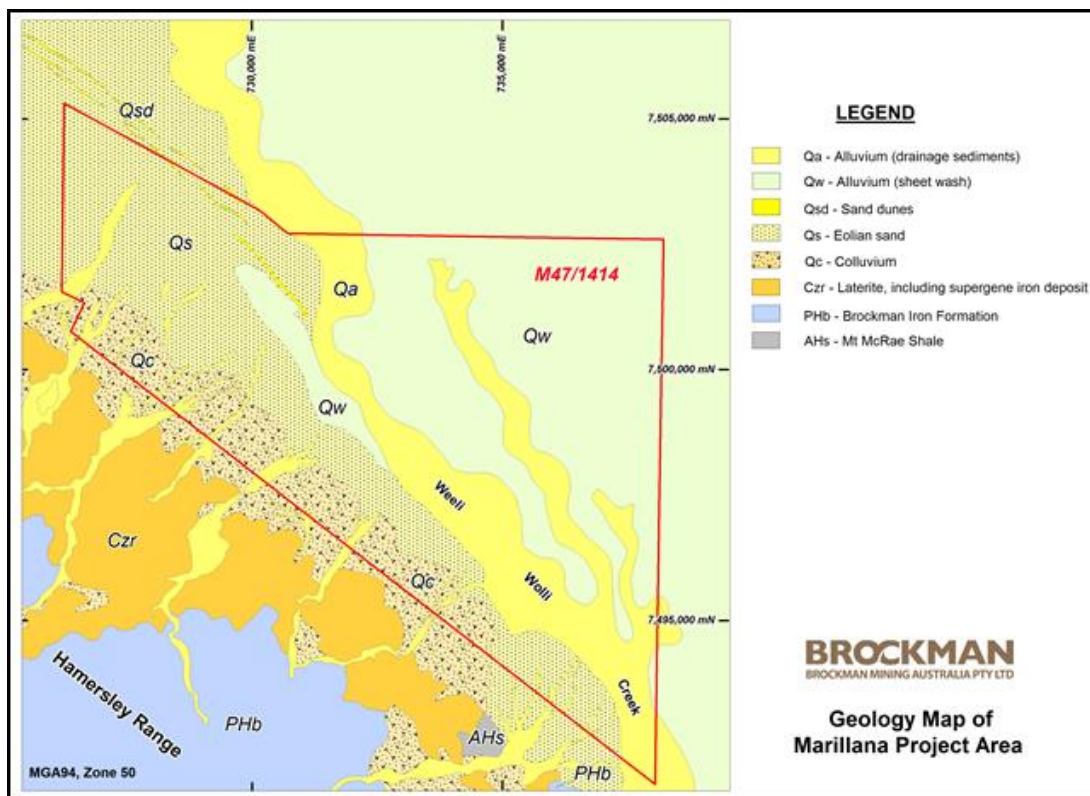 730,000 mE
735,000 mE
7,505,000 mN
7,500,000 mN
7,495,000 mN
Qsd
Qs
Qa
M47/1414
Qw
Qc
Qw
Weeli
Wolli
Creek
Czr
Qc
Hamersley Range
PHb
AHs
PHb
MGA94, Zone 50
LEGEND
Qa - Alluvium (drainage sediments)
Qw - Alluvium (sheet wash)
Qsd - Sand dunes
Qs - Eolian sand
Qc - Colluvium
Czr - Laterite, including supergene iron deposit
PHb - Brockman Iron Formation
AHs - Mt McRae Shale
BROCKMAN
BROCKMAN MINING AUSTRALIA PTY LTD
Geology Map of
Marillana Project Area